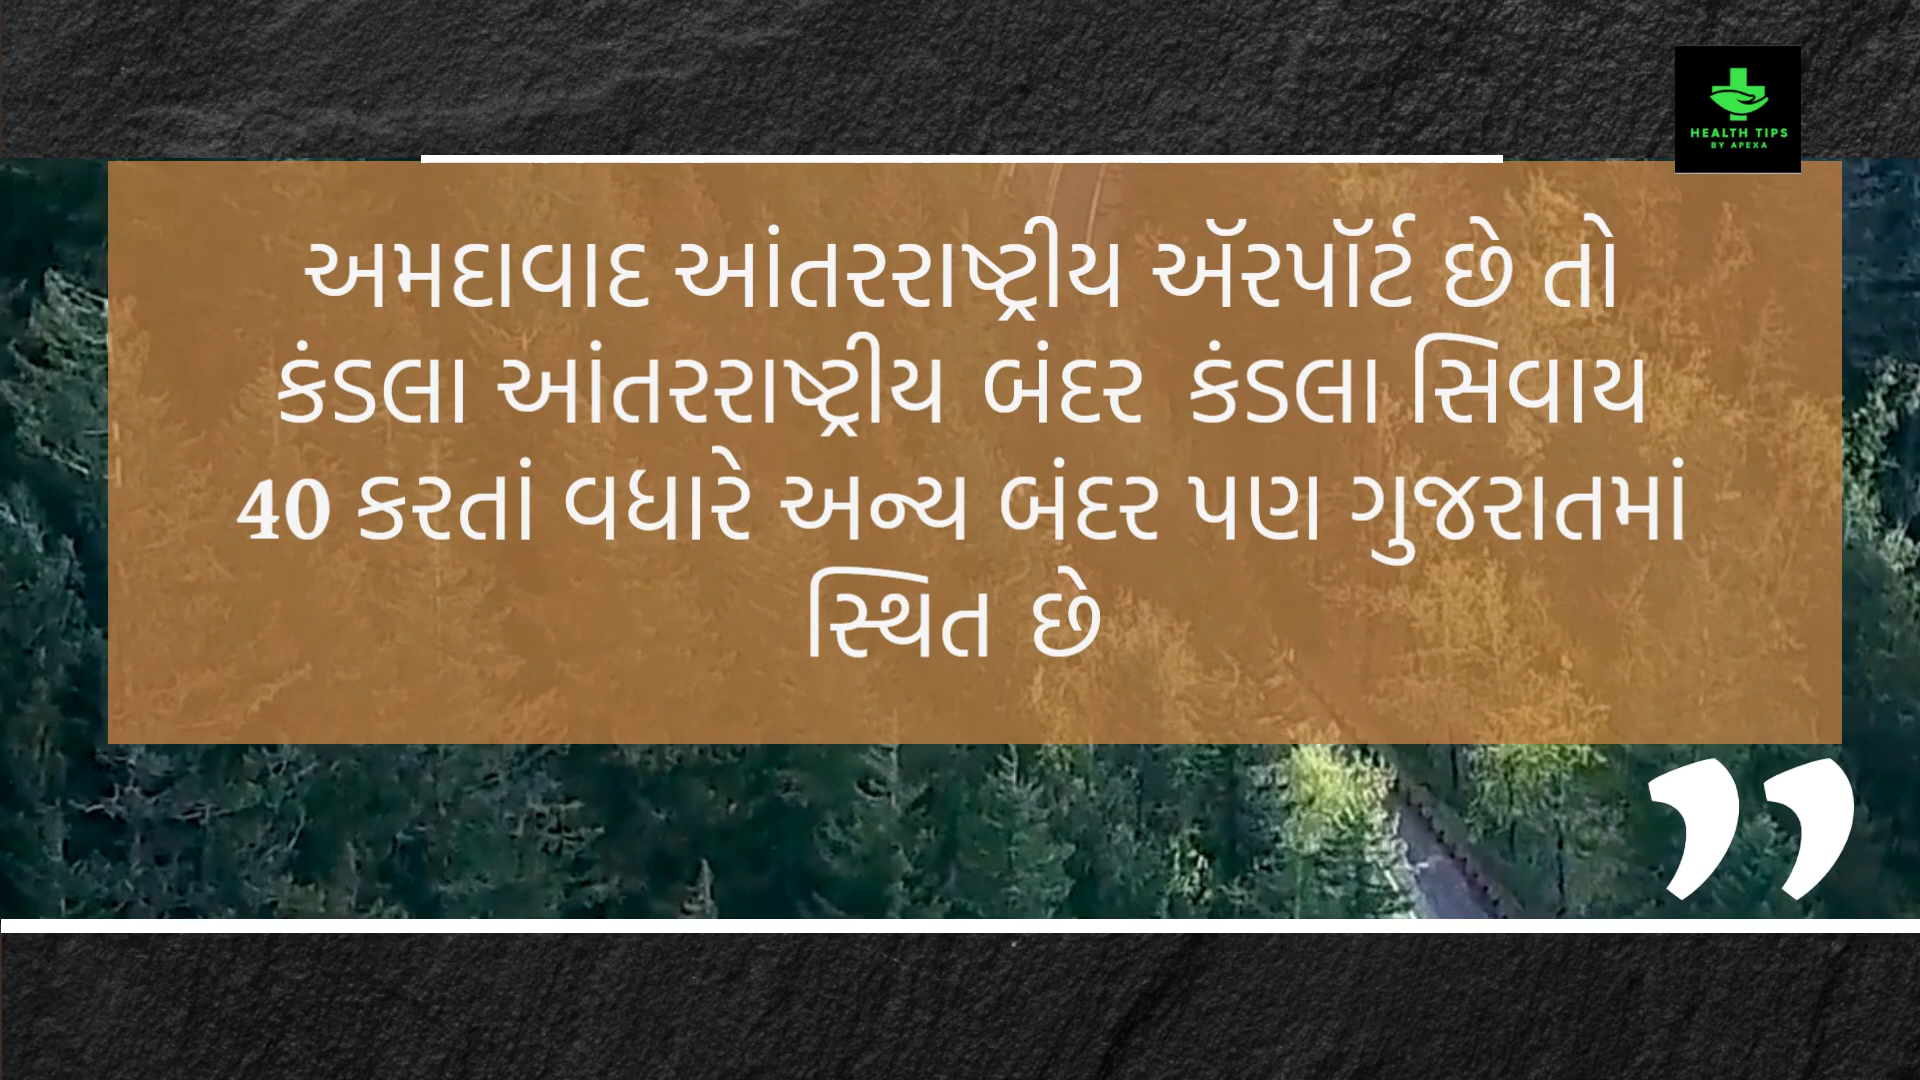 HEALTH TIPS
BY APEXA
અમદાવાદ આંતરરાષ્ટ્રીય ઍરપૉર્ટ છે તો
કંડલા આંતરરાષ્ટ્રીય બંદર કંડલા સિવાય
40 કરતાં વધારે અન્ય બંદર પણ ગુજરાતમાં
સ્થિત છે
”